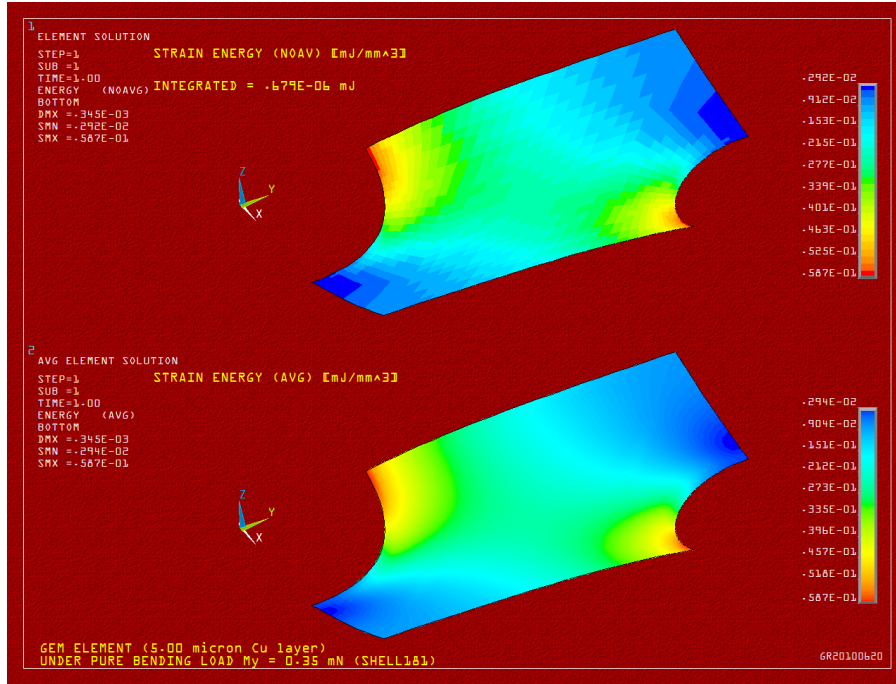 1
ELEMENT SOLUTION
STEP=1
SUB =1
TIME=1.00
ENERGY (NOAVG)
BOTTOM
DMX =.345E-03
SMN =.292E-02
SMX =.587E-01
STRAIN ENERGY (NOAV) [mJ/mm^3]
INTEGRATED = .679E-06 mJ
Z
Y
X
.292E-02
.912E-02
.153E-01
.215E-01
.277E-01
.339E-01
.401E-01
.463E-01
.525E-01
.587E-01
2
AVG ELEMENT SOLUTION
STEP=1
SUB =1
TIME=1.00
ENERGY (AVG)
BOTTOM
DMX =.345E-03
SMN =.294E-02
SMX =.587E-01
STRAIN ENERGY (AVG) [mJ/mm^3]
Z
Y
X
.294E-02
.904E-02
.151E-01
.212E-01
.273E-01
.335E-01
.396E-01
.457E-01
.518E-01
.587E-01
GEM ELEMENT (5.00 micron Cu layer)
UNDER PURE BENDING LOAD My = 0.35 mN (SHELL181)
GR20100620